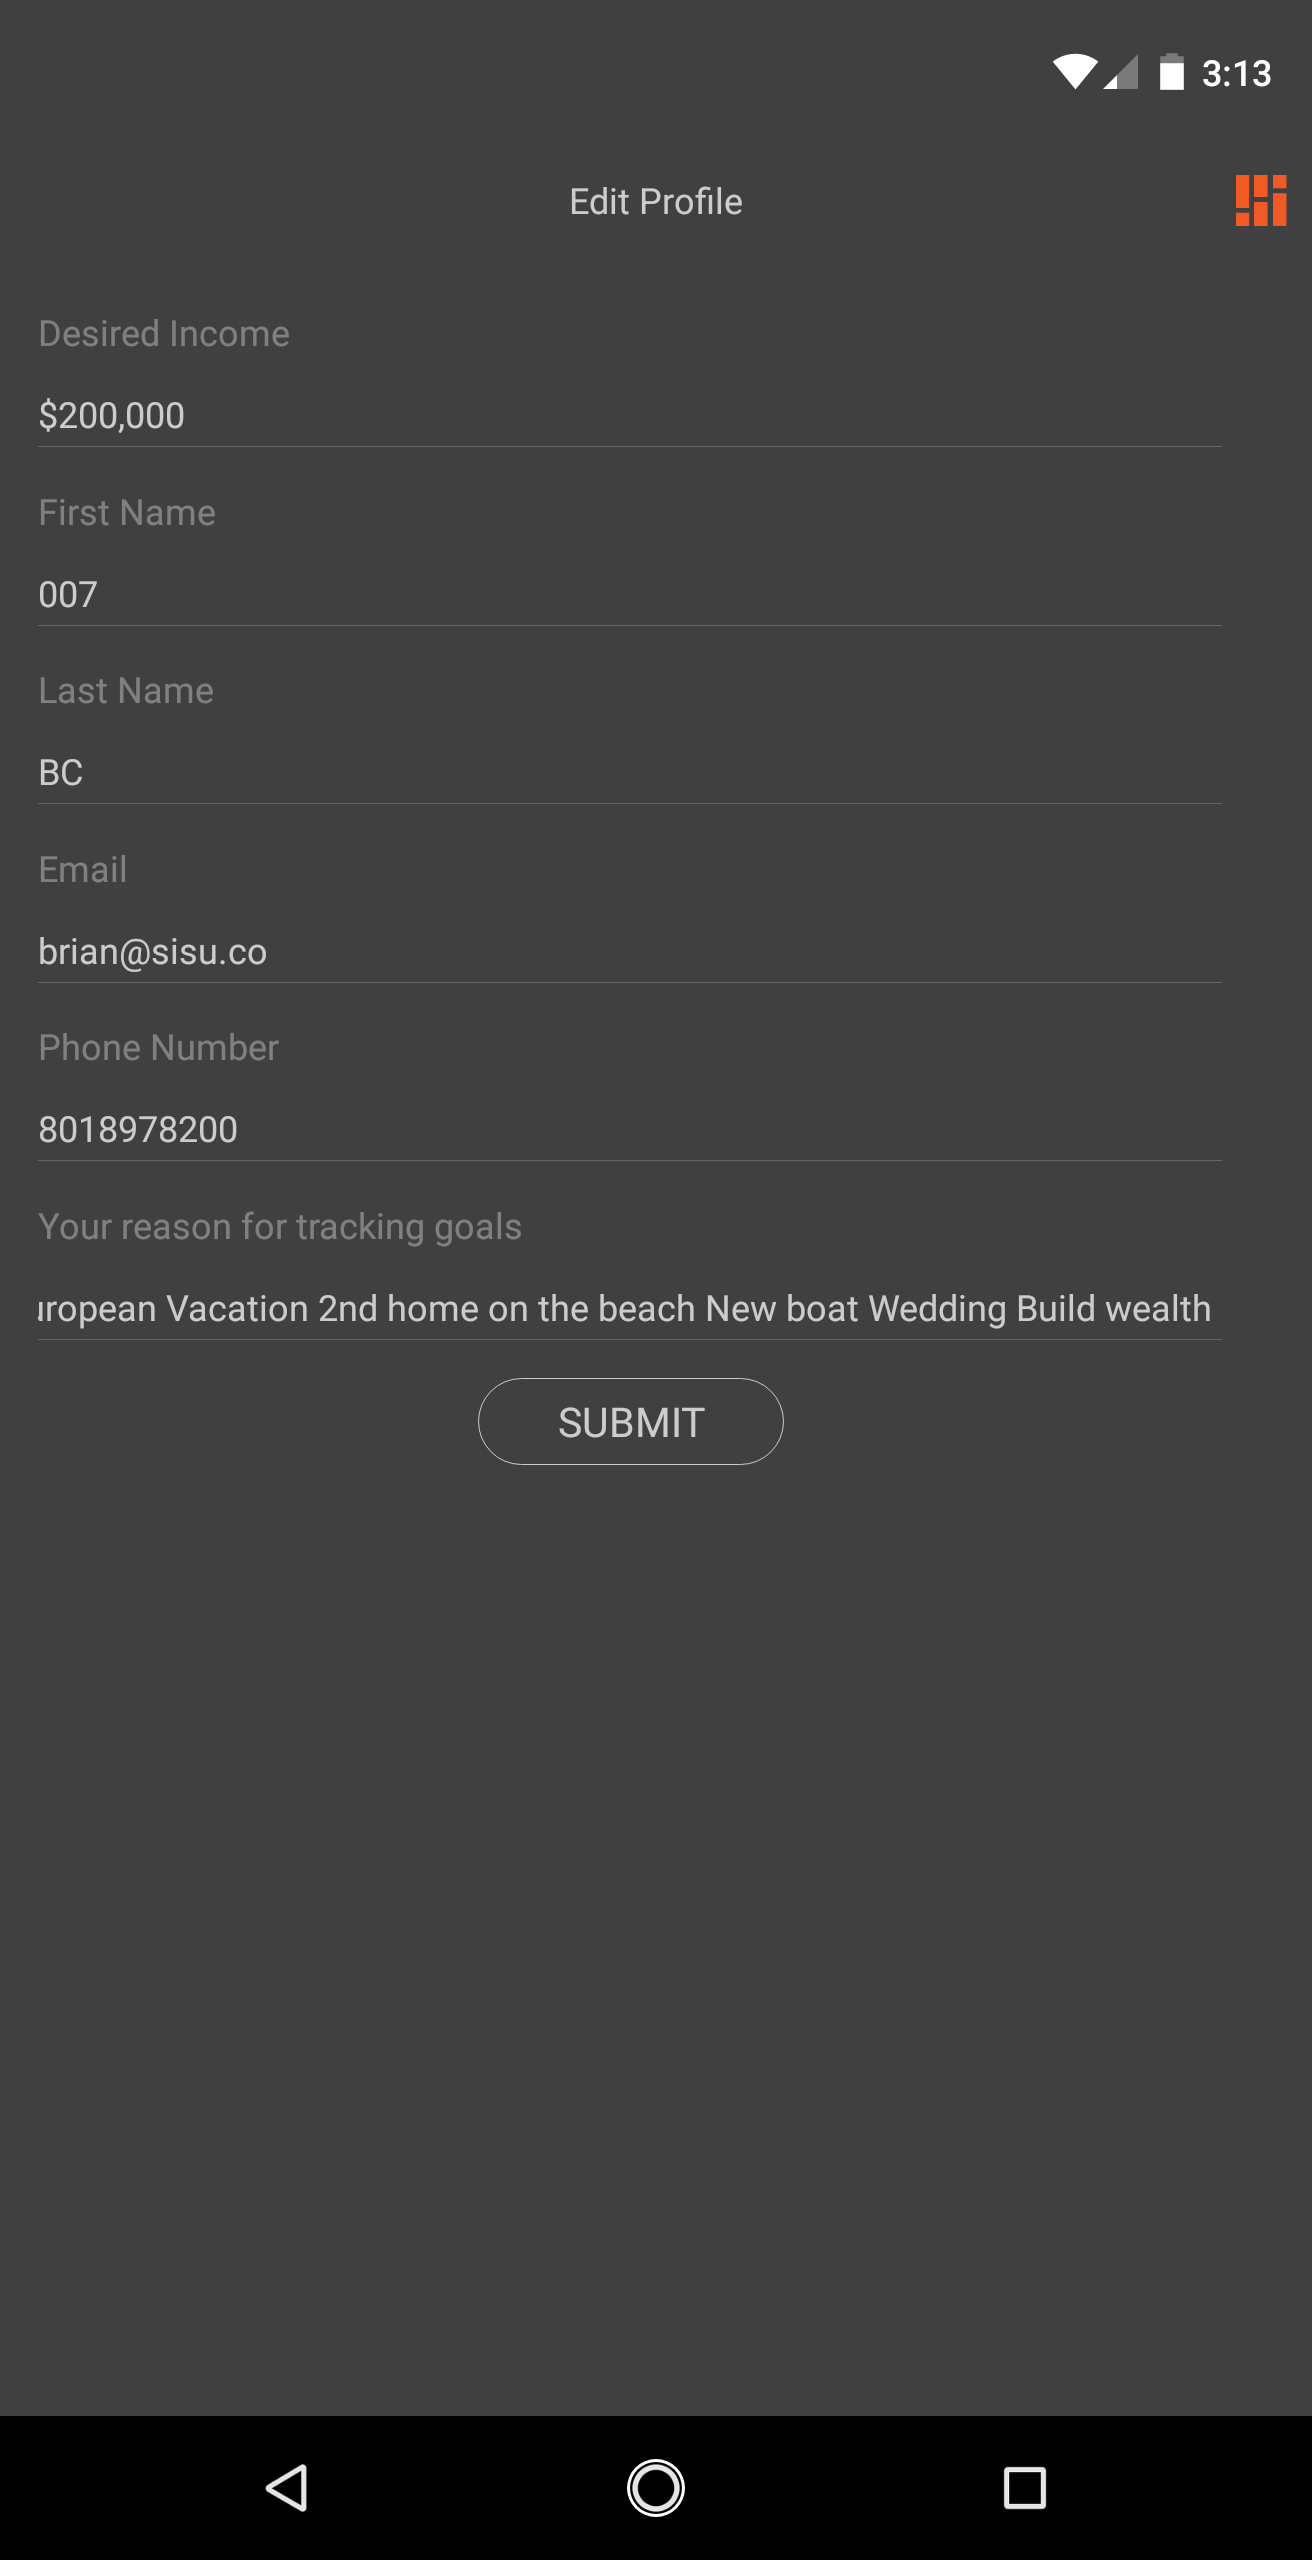 3:13
Edit Profile
Desired Income
$200,000
First Name
007
Last Name
BC
Email
brian@sisu.co
Phone Number
8018978200
Your reason for tracking goals
Vacation 2nd home on the beach New boat Wedding Build wealth
SUBMIT